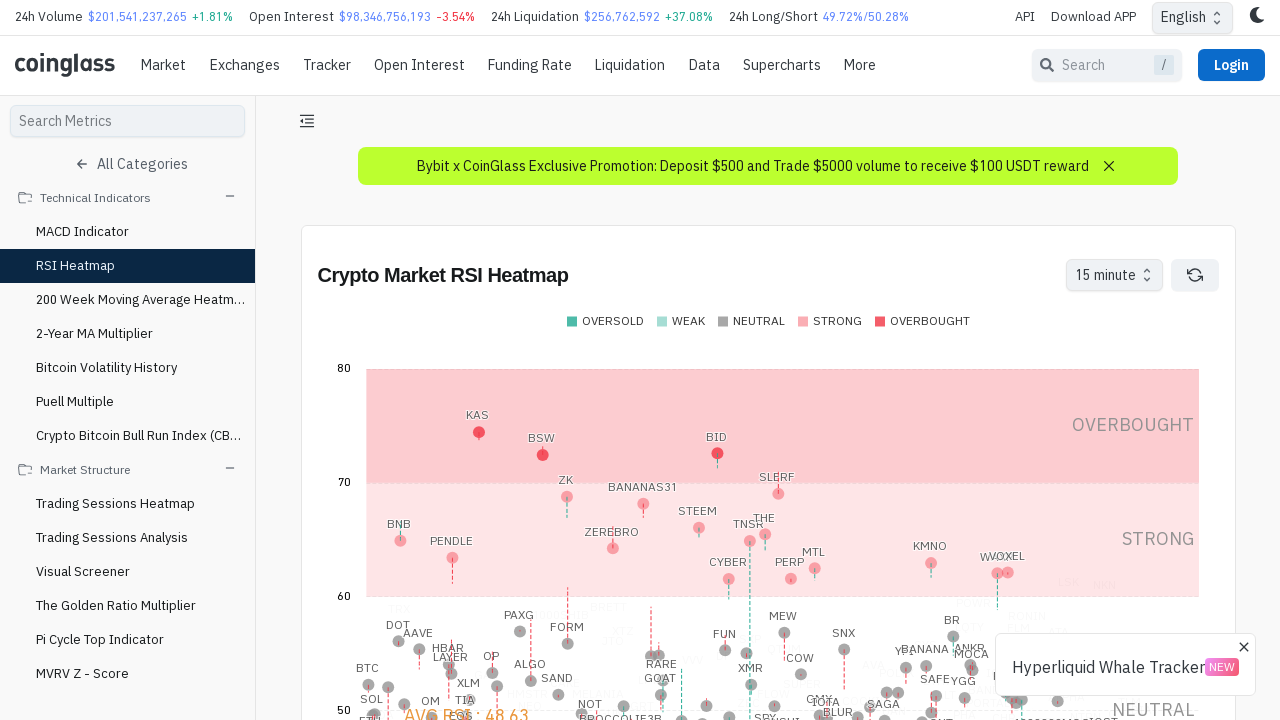 24h Volume $201,541,237,265 +1.81% Open Interest $98,346,756,193 -3.54% 24h Liquidation $256,762,592 +37.08% 24h Long/Short 49.72%/50.28% API Download APP English
coinglass Market Exchanges Tracker Open Interest Funding Rate Liquidation Data Supercharts More Search / Login
Search Metrics
All Categories
Technical Indicators
MACD Indicator
RSI Heatmap
200 Week Moving Average Heatm...
2-Year MA Multiplier
Bitcoin Volatility History
Puell Multiple
Crypto Bitcoin Bull Run Index (CB...
Market Structure
Trading Sessions Heatmap
Trading Sessions Analysis
Visual Screener
The Golden Ratio Multiplier
Pi Cycle Top Indicator
MVRV Z - Score
Bybit x CoinGlass Exclusive Promotion: Deposit $500 and Trade $5000 volume to receive $100 USDT reward
Crypto Market RSI Heatmap 15 minute
OVERSOLD WEAK NEUTRAL STRONG OVERBOUGHT
80
KAS
OVERBOUGHT
BSW BID
70
ZK SLERF
BANANAS31
STEEM
BNB TNSR THE
ZEREBRO
PENDLE STRONG
KMNO
MTL
CYBER PERP VOXEL
60
PAXG MEW
DOT FORM BR
AAVE FUN SNX
HBAR BANANA ANKR
LAYER OP MOCA
BTC ALGO RARE XMR COW
SAND GOAT
XLM SAFE YGG
SOL OM TIA NOT SAGA
50 AVG RSI : 48.63 BLUR NEUTRAL
Hyperliquid Whale Tracker NEW